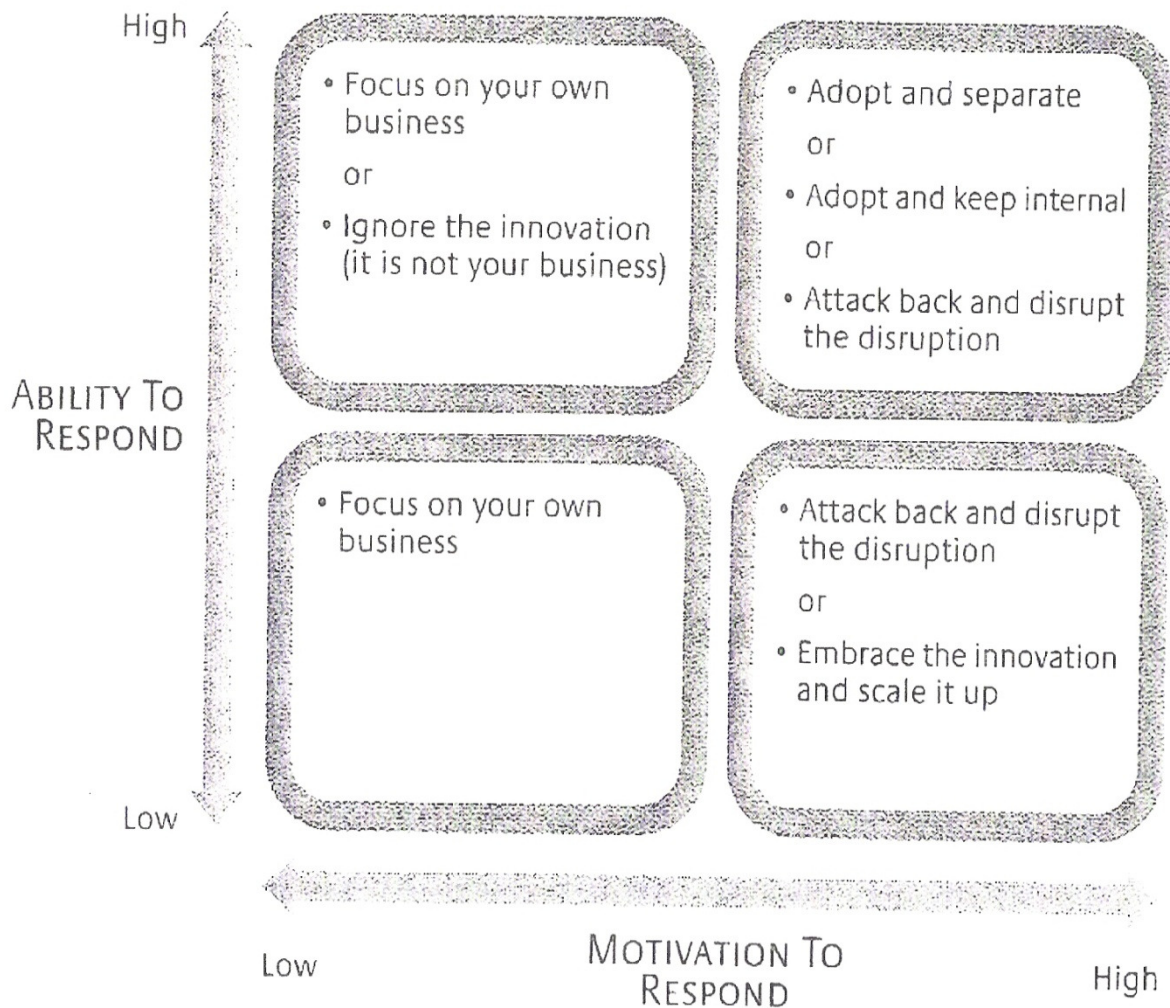 High
• Focus on your own
business
or
• Ignore the innovation
(it is not your business)
• Adopt and separate
or
• Adopt and keep internal
or
• Attack back and disrupt
the disruption
ABILITY TO
RESPOND
• Focus on your own
business
• Attack back and disrupt
the disruption
or
• Embrace the innovation
and scale it up
Low
Low
MOTIVATION TO
RESPOND
High